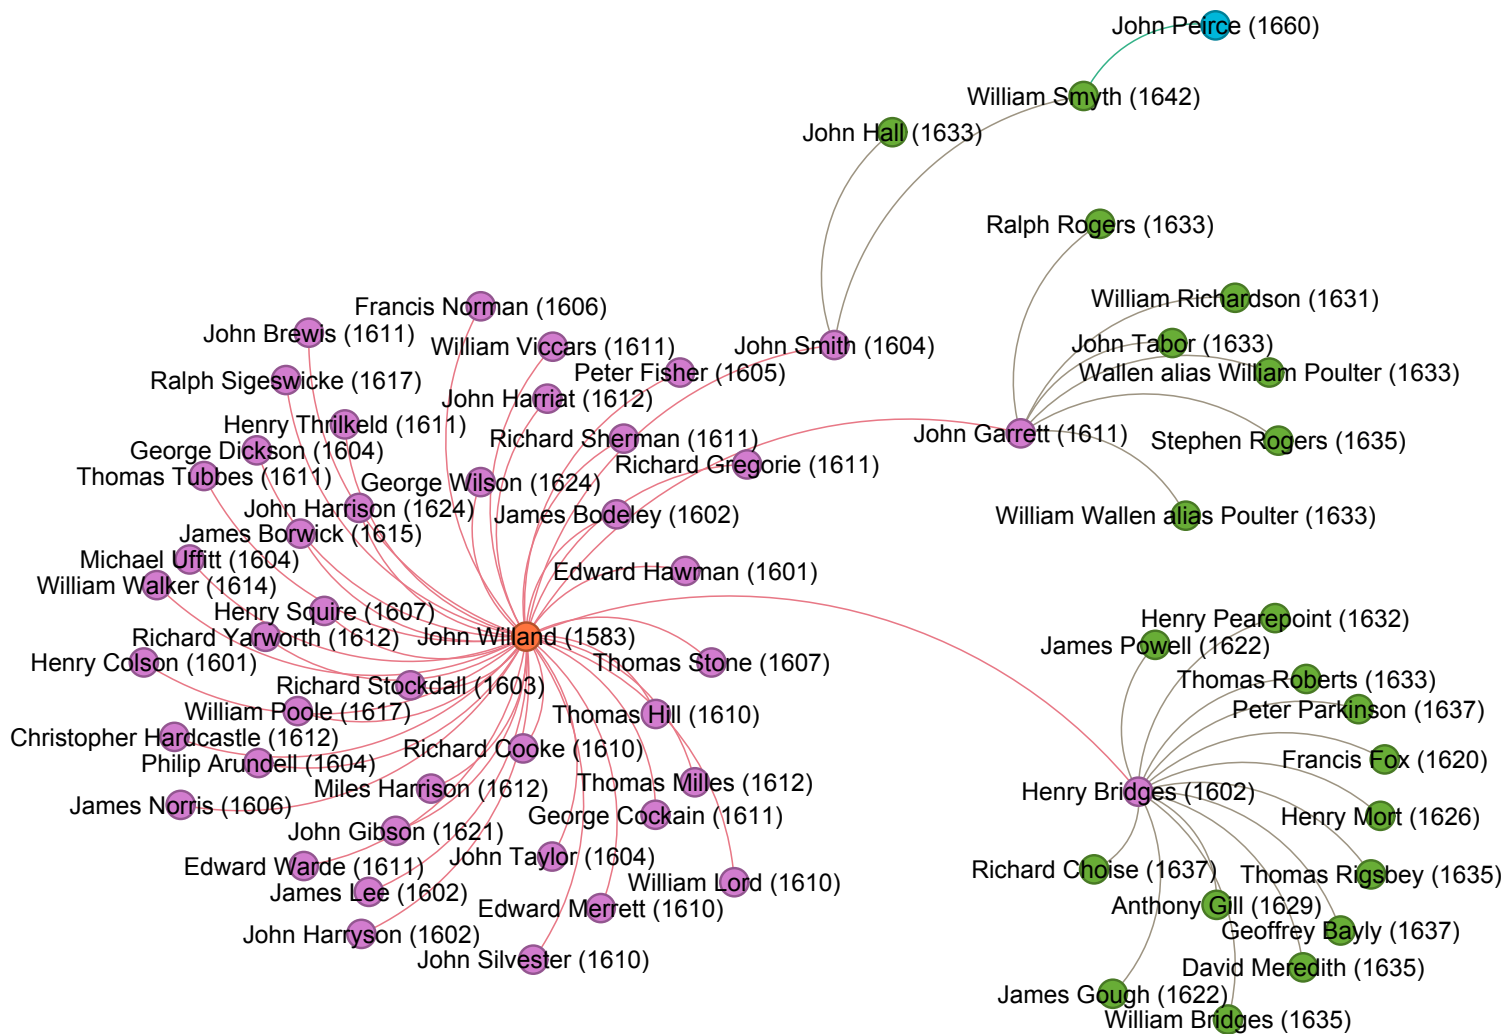 John Peirce (1660)
William Smyth (1642)
John Hall (1633)
Ralph Rogers (1633)
William Richardson (1631)
Francis Norman (1606)
John Brewis (1611)
William Viccars (1611)
John Smith (1604)
John Tabor (1633)
Peter Fisher (1605)
Wallen alias William Poulter (1633)
Ralph Sigeswicke (1617)
John Harriat (1612)
Henry Thrilkeld (1611)
John Garrett (1611)
Richard Sherman (1611)
Stephen Rogers (1635)
George Dickson (1604)
Richard Gregorie (1611)
Thomas Tubbes (1611)
George Wilson (1624)
John Harrison (1624)
James Bodeley (1602)
William Wallen alias Poulter (1633)
James Borwick (1615)
Michael Uffitt (1604)
Edward Hawman (1601)
William Walker (1614)
Henry Squire (1607)
Henry Pearepoint (1632)
Richard Yarworth (1612)
John Willand (1583)
James Powell (1622)
Henry Colson (1601)
Thomas Stone (1607)
Thomas Roberts (1633)
Richard Stockdall (1603)
Peter Parkinson (1637)
William Poole (1617)
Thomas Hill (1610)
Christopher Hardcastle (1612)
Richard Cooke (1610)
Francis Fox (1620)
Philip Arundell (1604)
Thomas Milles (1612)
Miles Harrison (1612)
Henry Bridges (1602)
James Norris (1606)
George Cockain (1611)
Henry Mort (1626)
John Gibson (1621)
John Taylor (1604)
Edward Warde (1611)
Richard Choise (1637)
Thomas Rigsbey (1635)
William Lord (1610)
James Lee (1602)
Edward Merrett (1610)
Anthony Gill (1629)
Geoffrey Bayly (1637)
John Harryson (1602)
John Silvester (1610)
David Meredith (1635)
James Gough (1622)
William Bridges (1635)